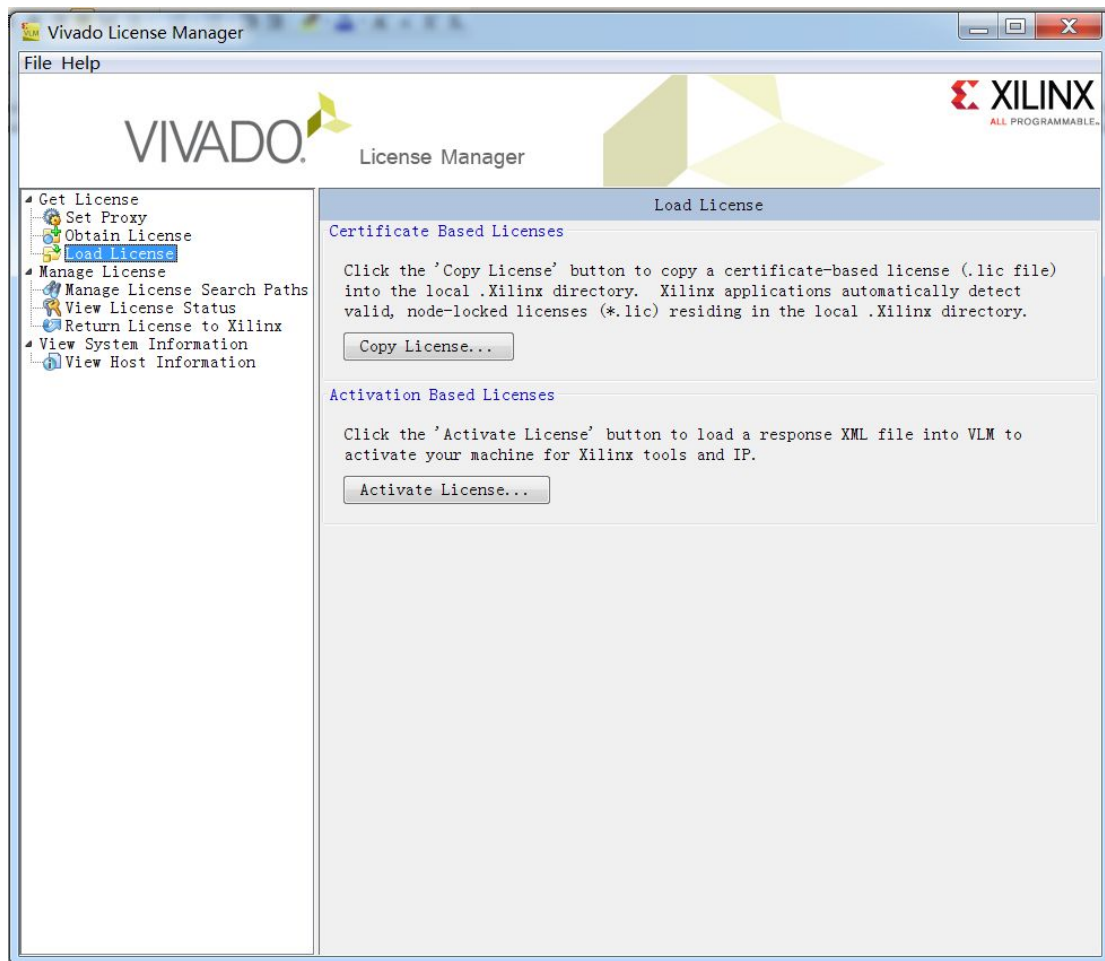 VLM
Vivado License Manager
File Help
VIVADO.
License Manager
XILINX
ALL PROGRAMMABLE™
Get License
Set Proxy
Obtain License
Load License
Manage License
Manage License Search Paths
View License Status
Return License to Xilinx
View System Information
View Host Information
Load License
Certificate Based Licenses
Click the 'Copy License' button to copy a certificate-based license (.lic file)
into the local .Xilinx directory.  Xilinx applications automatically detect
valid, node-locked licenses (*.lic) residing in the local .Xilinx directory.
Copy License...
Activation Based Licenses
Click the 'Activate License' button to load a response XML file into VLM to
activate your machine for Xilinx tools and IP.
Activate License...